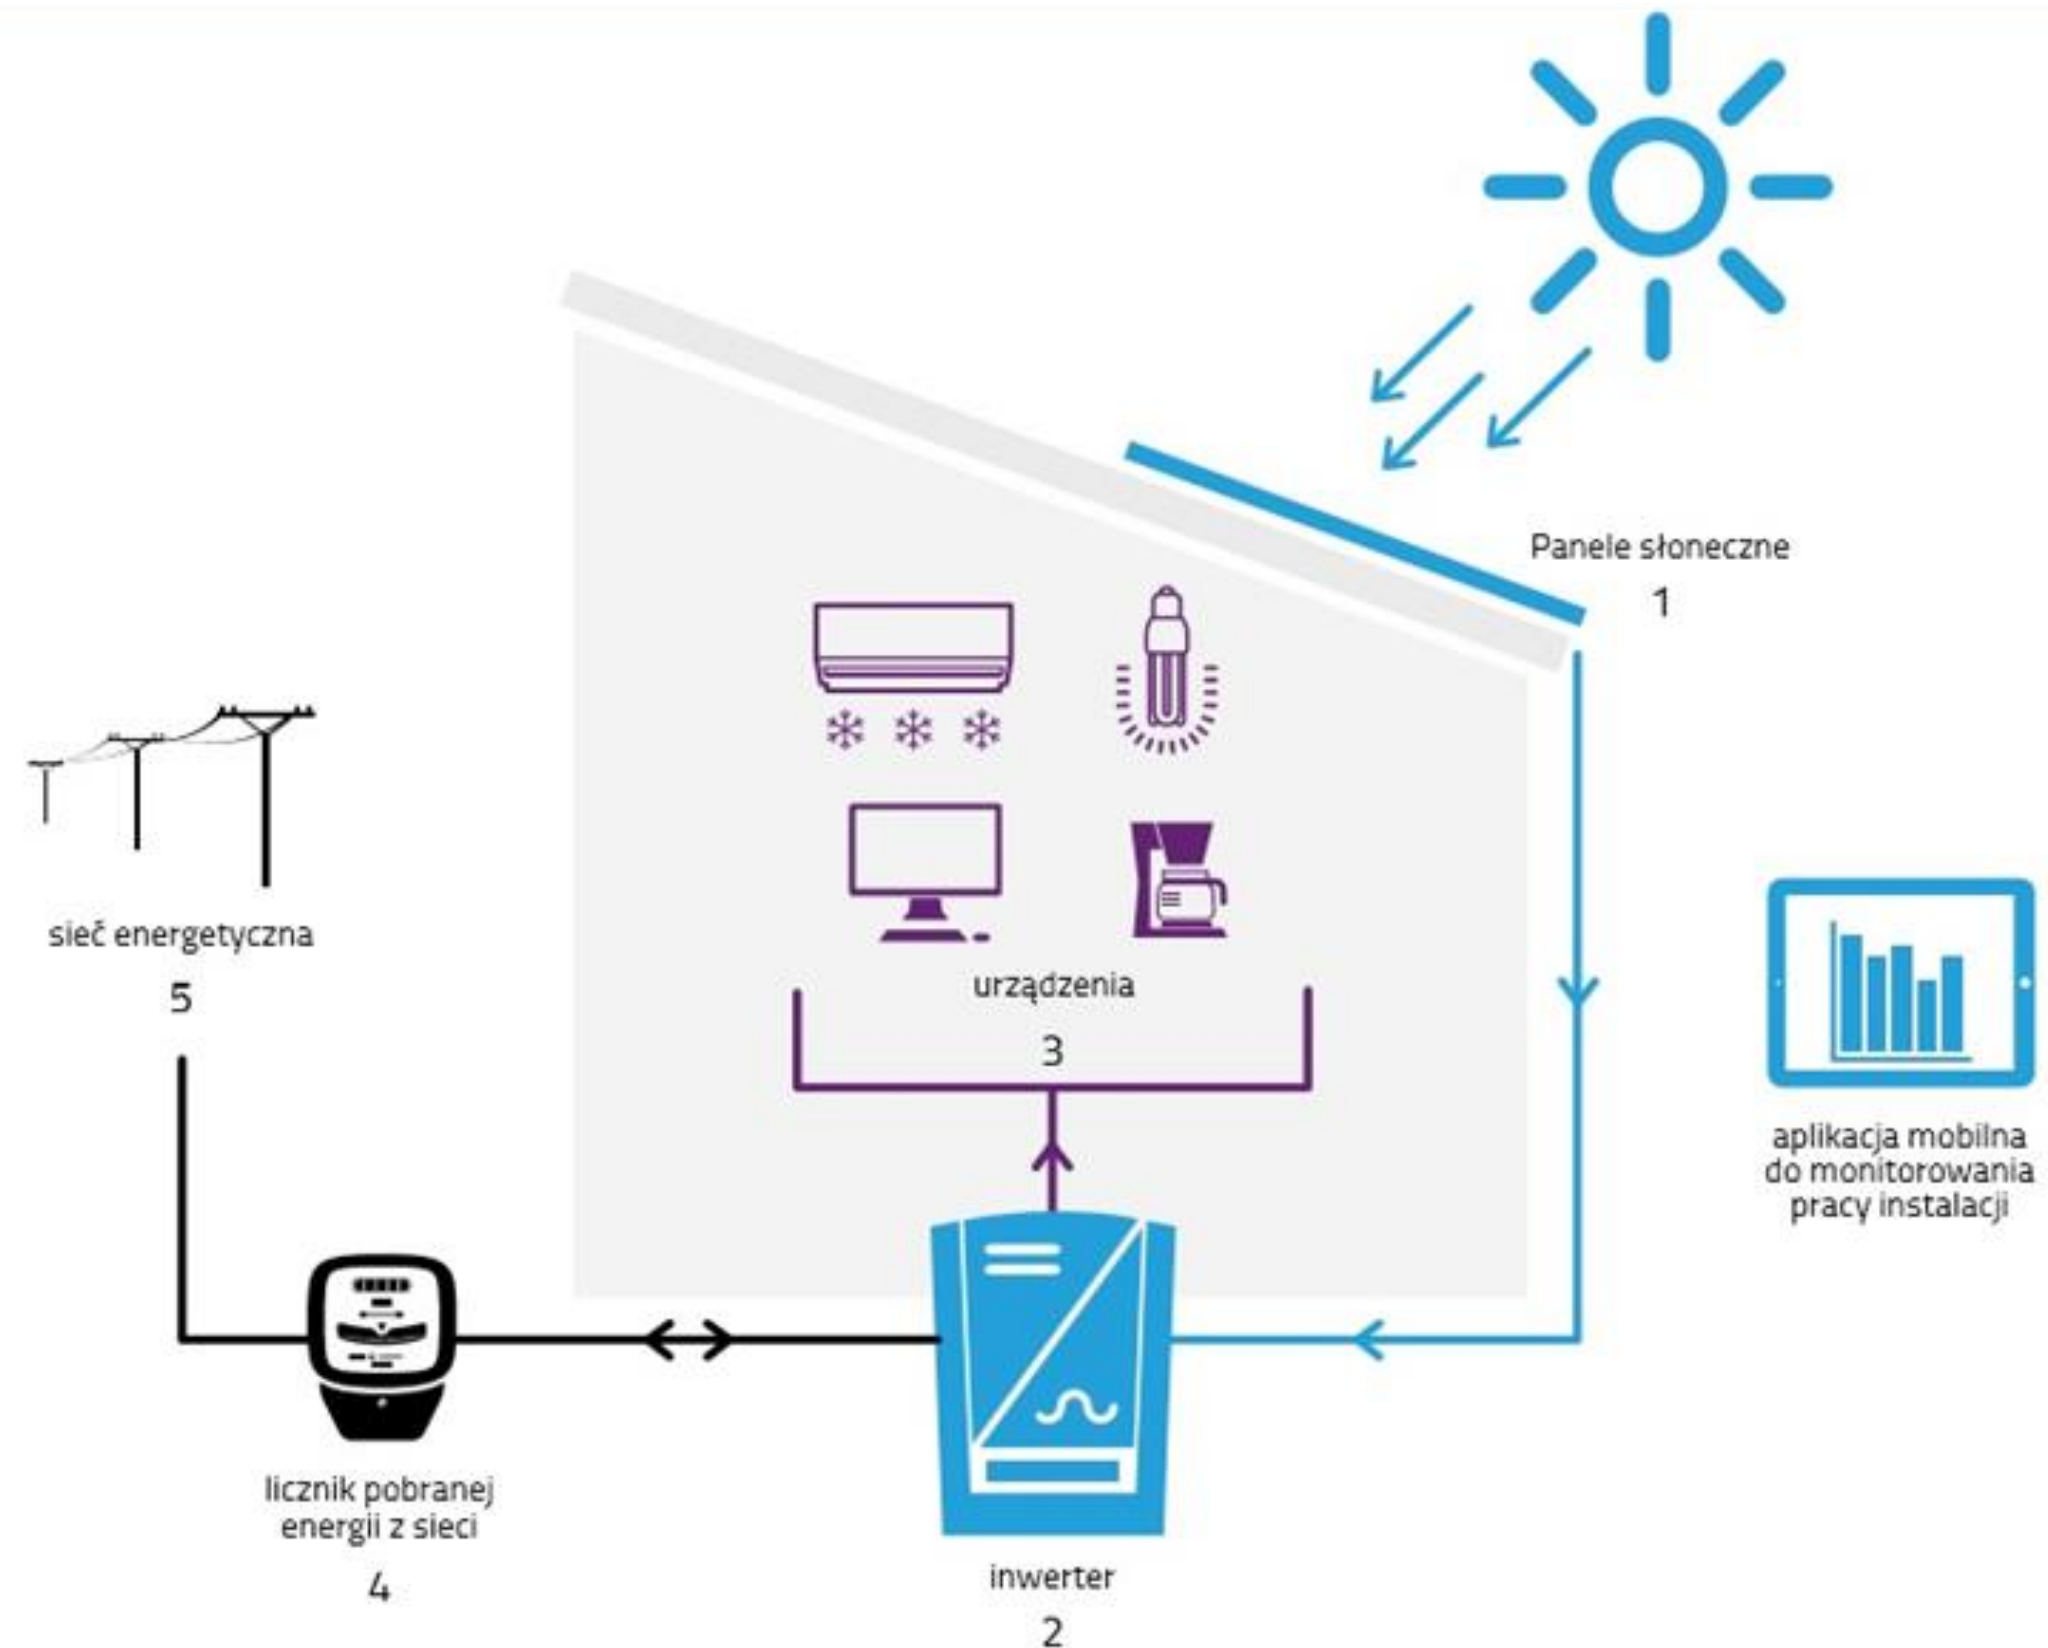 Panele słoneczne
1
sieć energetyczna
5
urządzenia
3
aplikacja mobilna
do monitorowania
pracy instalacji
licznik pobranej
energii z sieci
4
inwerter
2